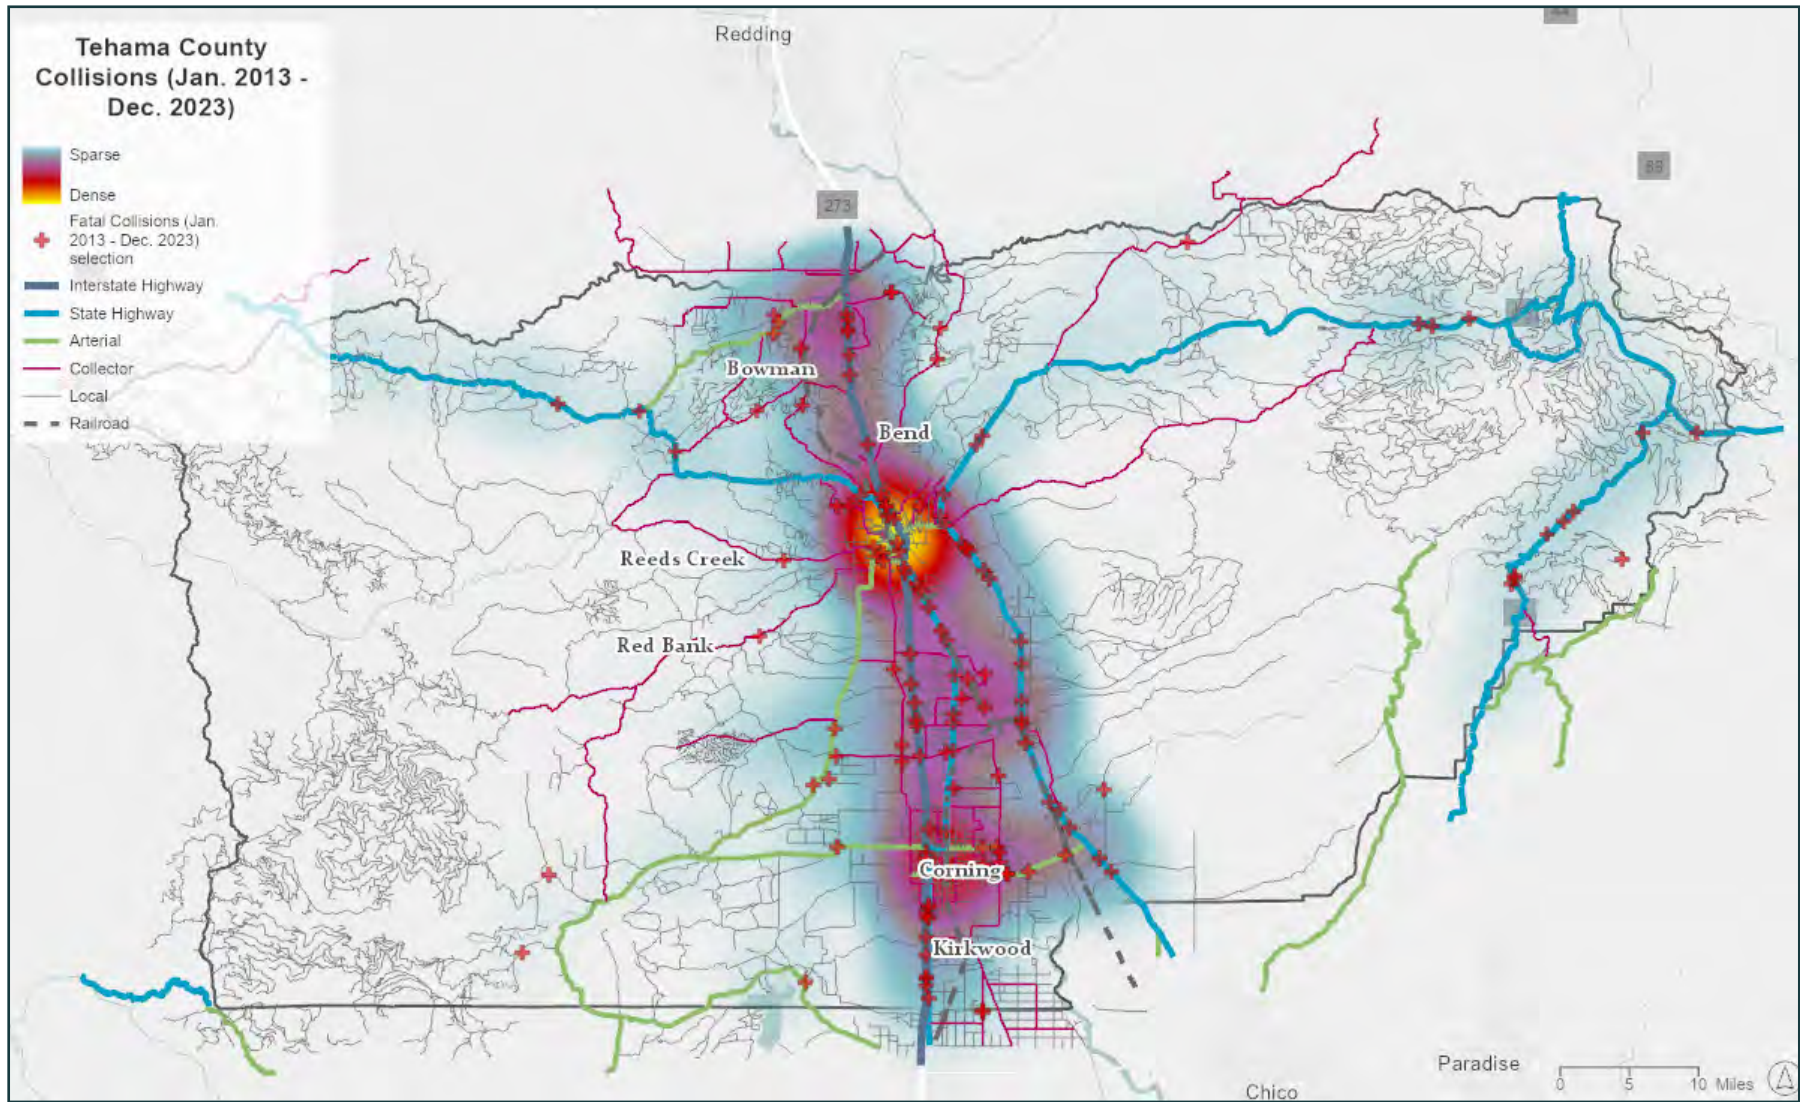 Tehama County
Collisions (Jan. 2013 -
Dec. 2023)
Sparse
Dense
Fatal Collisions (Jan.
2013 - Dec. 2023)
selection
Interstate Highway
State Highway
Arterial
Collector
Local
Railroad
Redding
44
89
273
Bowman
Bend
Reeds Creek
Red Bank
Corning
Kirkwood
Paradise
Chico
0 5 10 Miles